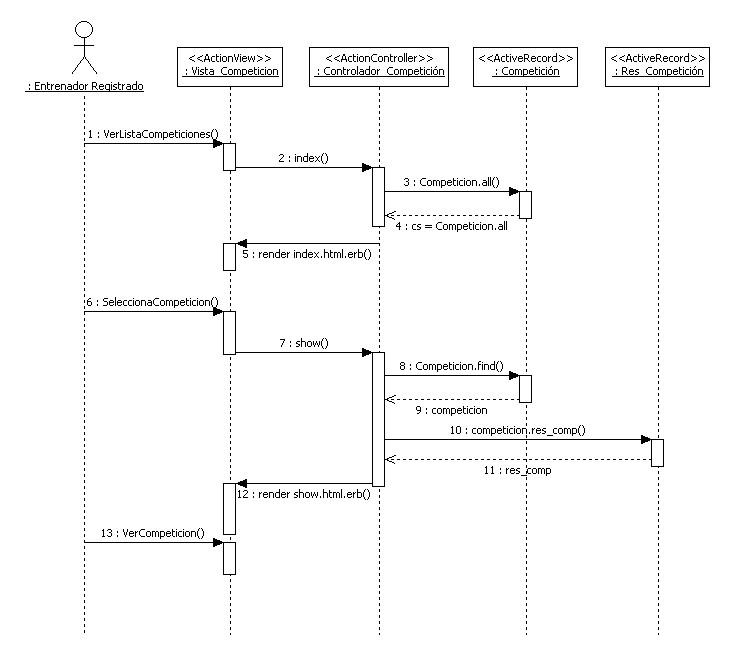 : Entrenador Registrado
<<ActionView>>
: Vista_Competicion
<<ActionController>>
: Controlador_Competición
<<ActiveRecord>>
: Competición
<<ActiveRecord>>
: Res_Competición
1 : VerListaCompeticiones()
2 : index()
3 : Competicion.all()
4 : cs = Competicion.all
5 : render index.html.erb()
6 : SeleccionaCompeticion()
7 : show()
8 : Competicion.find()
9 : competicion
10 : competicion.res_comp()
11 : res_comp
12 : render show.html.erb()
13 : VerCompeticion()